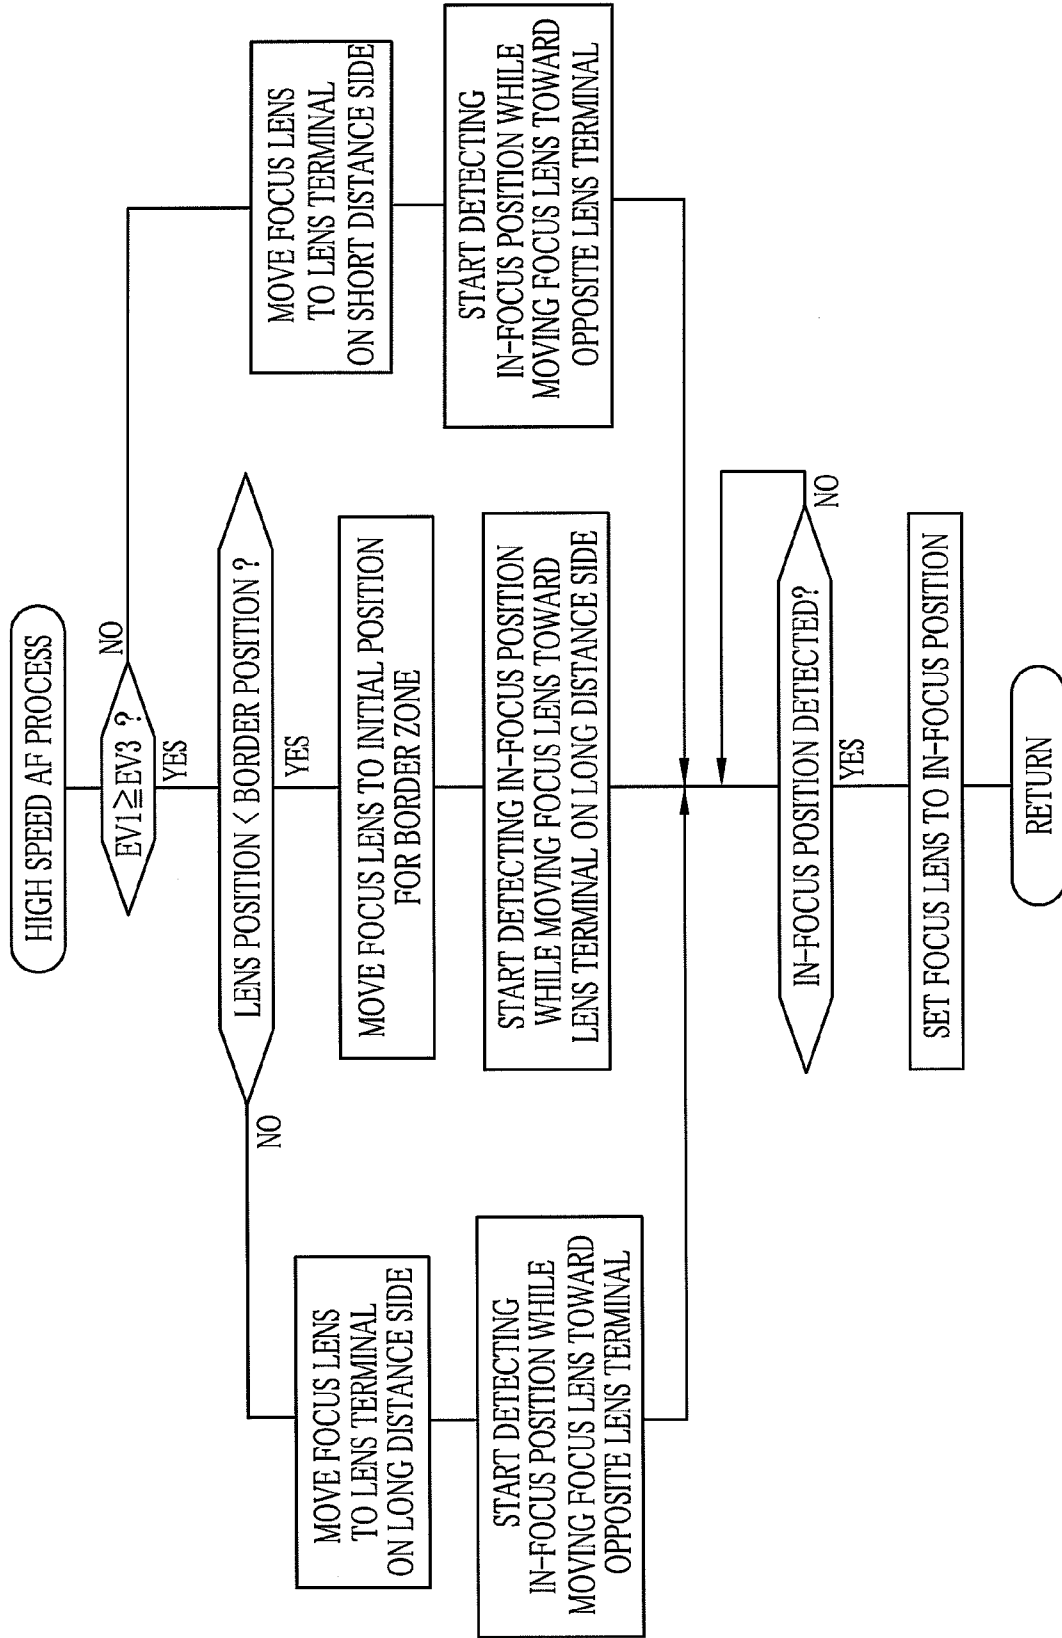 HIGH SPEED AF PROCESS
EV1≧EV3 ?
NO
YES
LENS POSITION < BORDER POSITION ?
NO
YES
MOVE FOCUS LENS
TO LENS TERMINAL
ON LONG DISTANCE SIDE
START DETECTING
IN-FOCUS POSITION WHILE
MOVING FOCUS LENS TOWARD
OPPOSITE LENS TERMINAL
MOVE FOCUS LENS TO INITIAL POSITION
FOR BORDER ZONE
START DETECTING IN-FOCUS POSITION
WHILE MOVING FOCUS LENS TOWARD
LENS TERMINAL ON LONG DISTANCE SIDE
MOVE FOCUS LENS
TO LENS TERMINAL
ON SHORT DISTANCE SIDE
START DETECTING
IN-FOCUS POSITION WHILE
MOVING FOCUS LENS TOWARD
OPPOSITE LENS TERMINAL
IN-FOCUS POSITION DETECTED?
NO
YES
SET FOCUS LENS TO IN-FOCUS POSITION
RETURN